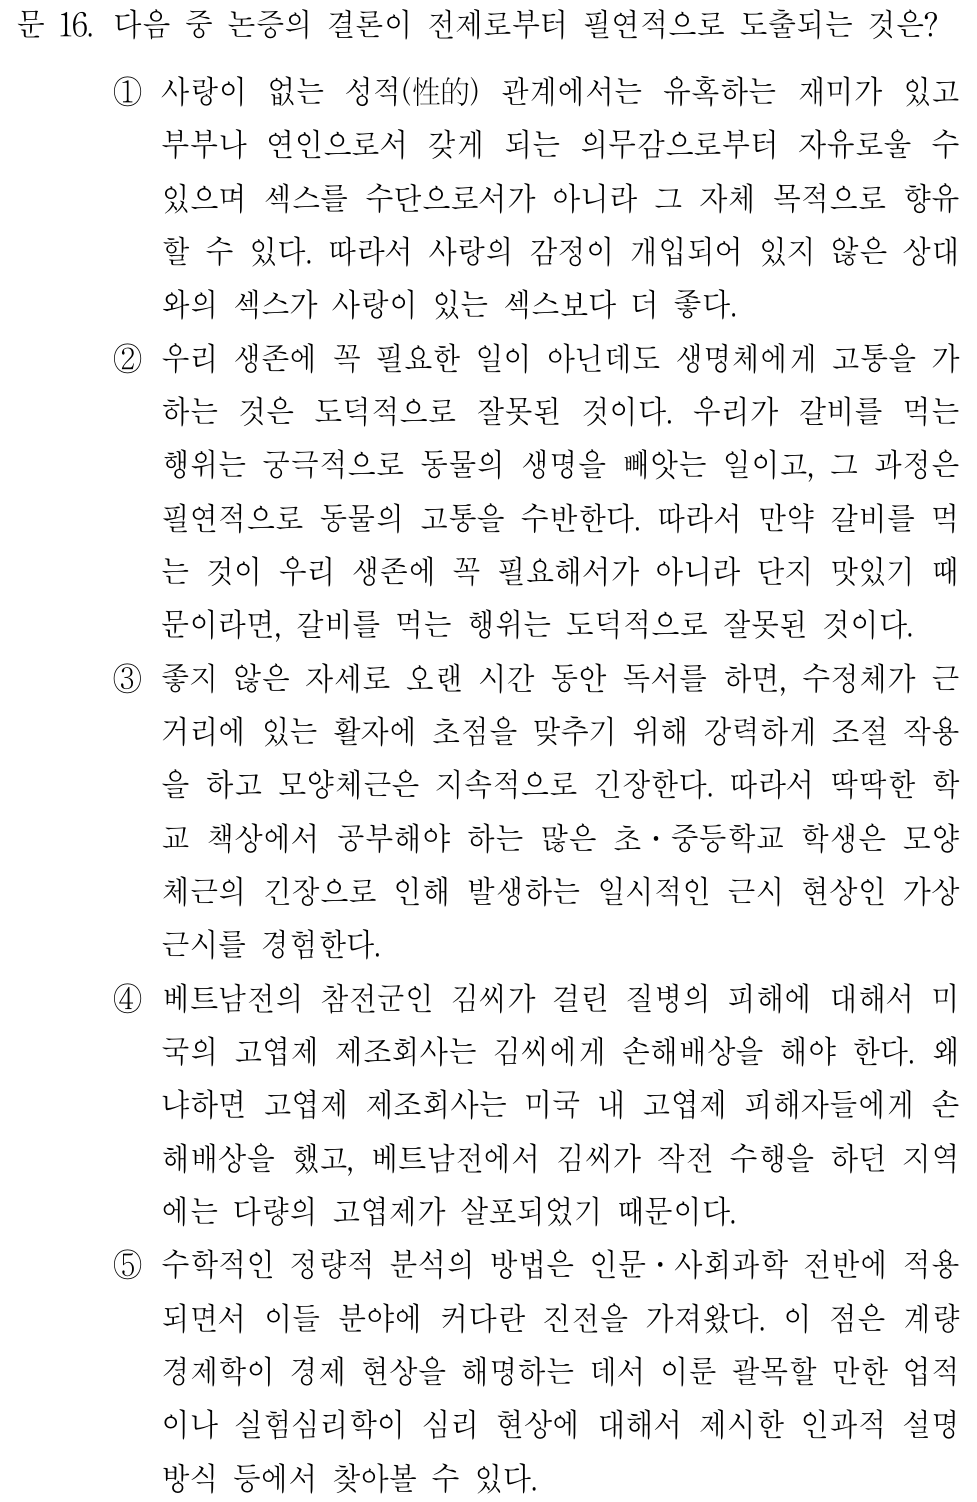 문 16. 다음 중 논증의 결론이 전제로부터 필연적으로 도출되는 것은?
① 사랑이 없는 성적(性的) 관계에서는 유혹하는 재미가 있고
부부나 연인으로서 갖게 되는 의무감으로부터 자유로울 수
있으며 섹스를 수단으로서가 아니라 그 자체 목적으로 향유
할 수 있다. 따라서 사랑의 감정이 개입되어 있지 않은 상대
와의 섹스가 사랑이 있는 섹스보다 더 좋다.
② 우리 생존에 꼭 필요한 일이 아닌데도 생명체에게 고통을 가
하는 것은 도덕적으로 잘못된 것이다. 우리가 갈비를 먹는
행위는 궁극적으로 동물의 생명을 빼앗는 일이고, 그 과정은
필연적으로 동물의 고통을 수반한다. 따라서 만약 갈비를 먹
는 것이 우리 생존에 꼭 필요해서가 아니라 단지 맛있기 때
문이라면, 갈비를 먹는 행위는 도덕적으로 잘못된 것이다.
③ 좋지 않은 자세로 오랜 시간 동안 독서를 하면, 수정체가 근
거리에 있는 활자에 초점을 맞추기 위해 강력하게 조절 작용
을 하고 모양체근은 지속적으로 긴장한다. 따라서 딱딱한 학
교 책상에서 공부해야 하는 많은 초･중등학교 학생은 모양
체근의 긴장으로 인해 발생하는 일시적인 근시 현상인 가상
근시를 경험한다.
④ 베트남전의 참전군인 김씨가 걸린 질병의 피해에 대해서 미
국의 고엽제 제조회사는 김씨에게 손해배상을 해야 한다. 왜
냐하면 고엽제 제조회사는 미국 내 고엽제 피해자들에게 손
해배상을 했고, 베트남전에서 김씨가 작전 수행을 하던 지역
에는 다량의 고엽제가 살포되었기 때문이다.
⑤ 수학적인 정량적 분석의 방법은 인문･사회과학 전반에 적용
되면서 이들 분야에 커다란 진전을 가져왔다. 이 점은 계량
경제학이 경제 현상을 해명하는 데서 이룬 괄목할 만한 업적
이나 실험심리학이 심리 현상에 대해서 제시한 인과적 설명
방식 등에서 찾아볼 수 있다.